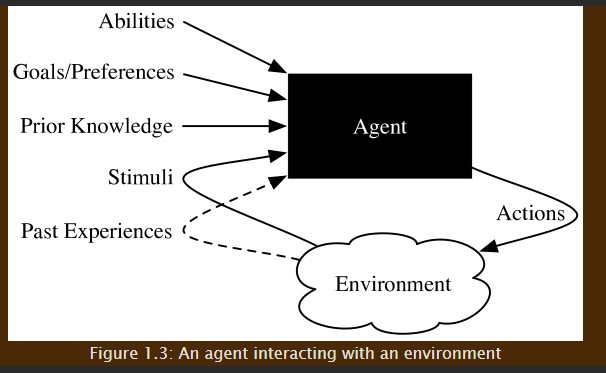 Abilities
Goals/Preferences
Prior Knowledge
Agent
Stimuli
Past Experiences
Actions
Environment
Figure 1.3: An agent interacting with an environment